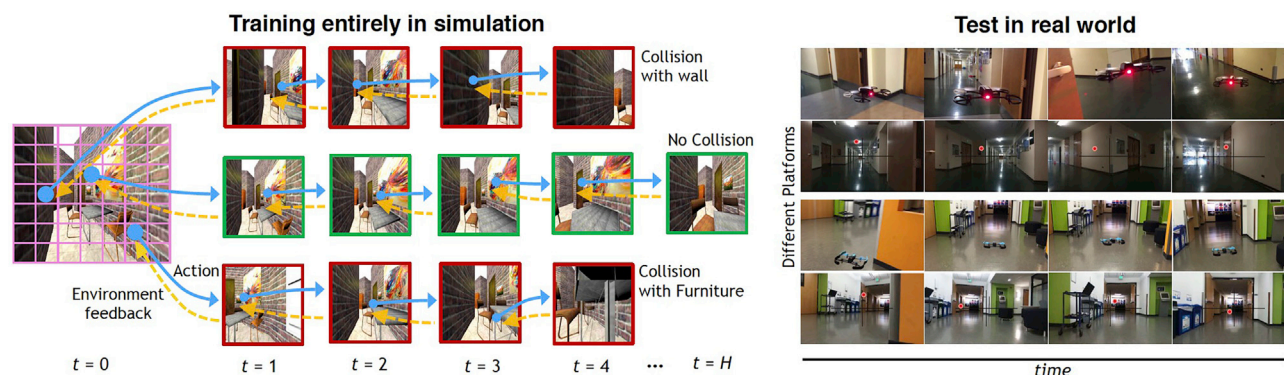 Training entirely in simulation
Test in real world
Collision
with wall
No Collision
Action
Environment
feedback
Collision
with Furniture
Different Platforms
t = 0
t = 1
t = 2
t = 3
t = 4
...
t = H
time